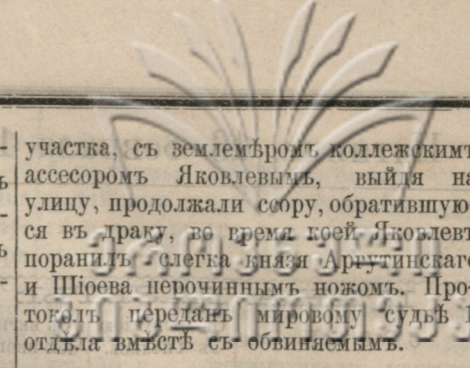 участка, съ землемѣромъ коллежскимъ
ассесоромъ Яковлевымъ, выйдя на
улицу, продолжали ссору, обратившую-
ся въ драку, во время коей Яковлевъ
поранилъ слегка князя Аргутинскаго
и Шіоева перочиннымъ ножомъ. Про-
токолъ переданъ мировому судьѣ I
отдѣла вмѣстѣ съ обвиняемымъ.